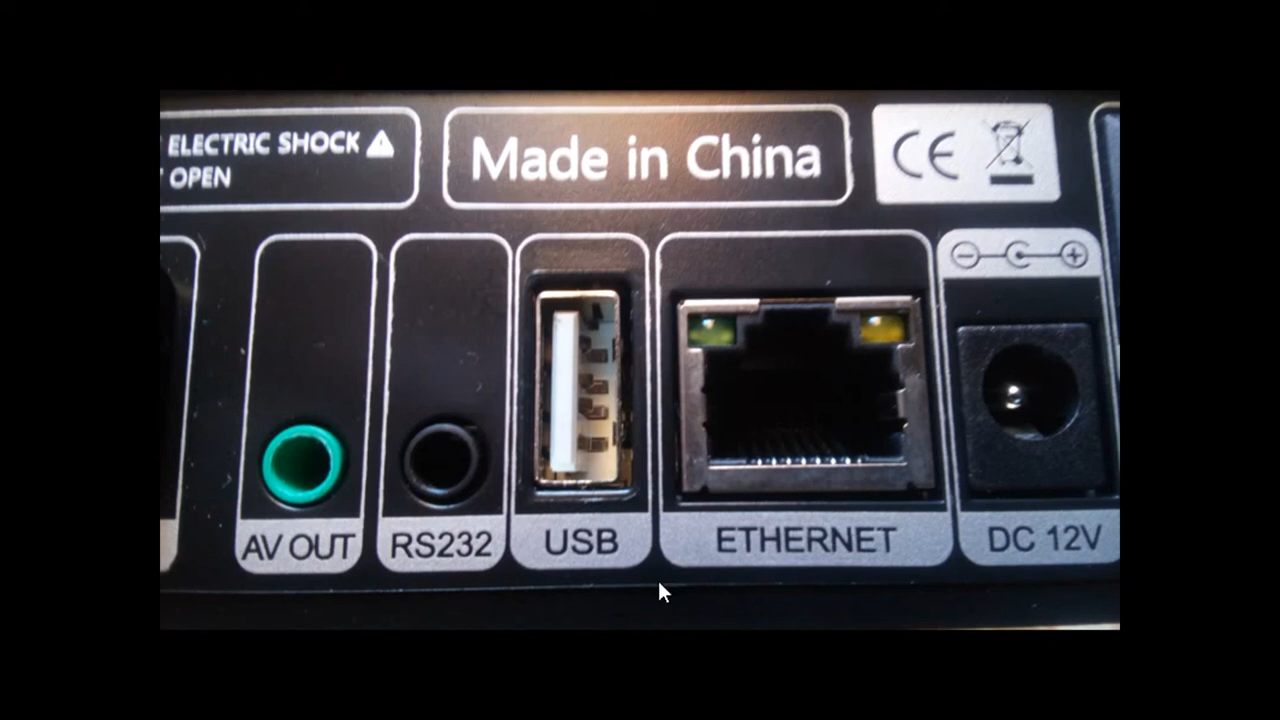 ELECTRIC SHOCK
OPEN
Made in China
CE
AV OUT
RS232
USB
ETHERNET
DC 12V